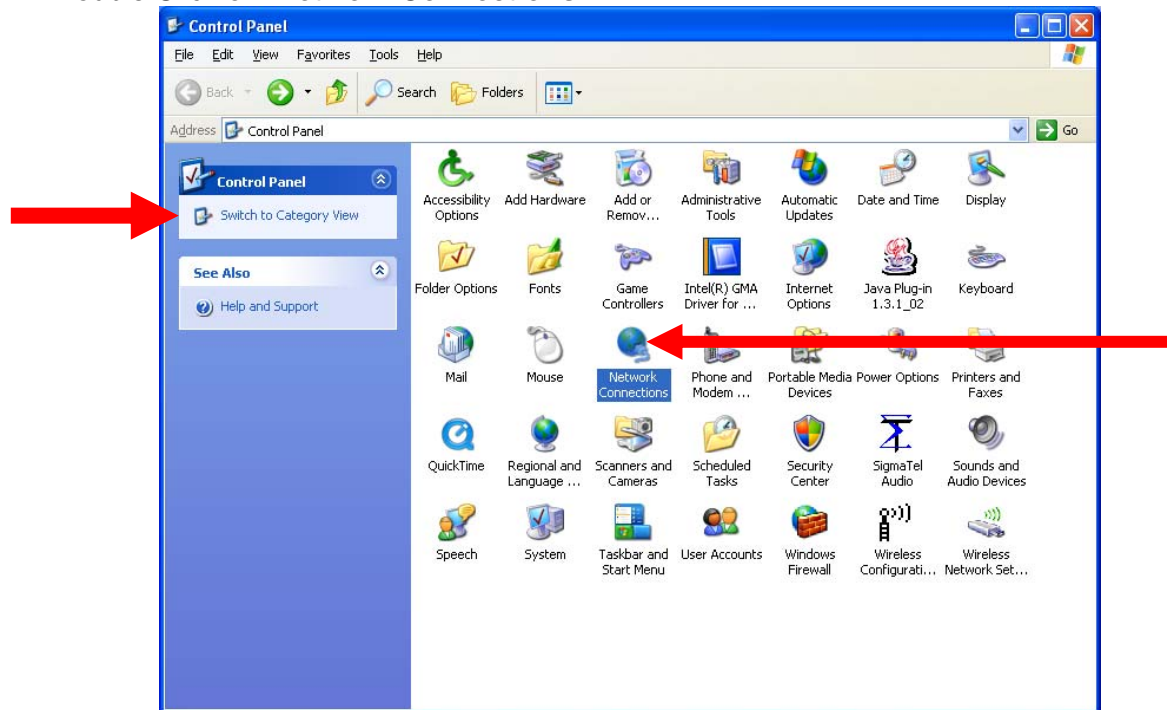 Control Panel
File Edit View Favorites Tools Help
Back Search Folders
Address Control Panel Go
Control Panel
Switch to Category View
See Also
Help and Support
Accessibility Options
Add Hardware
Add or Remov...
Administrative Tools
Automatic Updates
Date and Time
Display
Folder Options
Fonts
Game Controllers
Intel(R) GMA Driver for ...
Internet Options
Java Plug-in 1.3.1_02
Keyboard
Mail
Mouse
Network Connections
Phone and Modem ...
Portable Media Devices
Power Options
Printers and Faxes
QuickTime
Regional and Language ...
Scanners and Cameras
Scheduled Tasks
Security Center
SigmaTel Audio
Sounds and Audio Devices
Speech
System
Taskbar and Start Menu
User Accounts
Windows Firewall
Wireless Configurati...
Wireless Network Set...